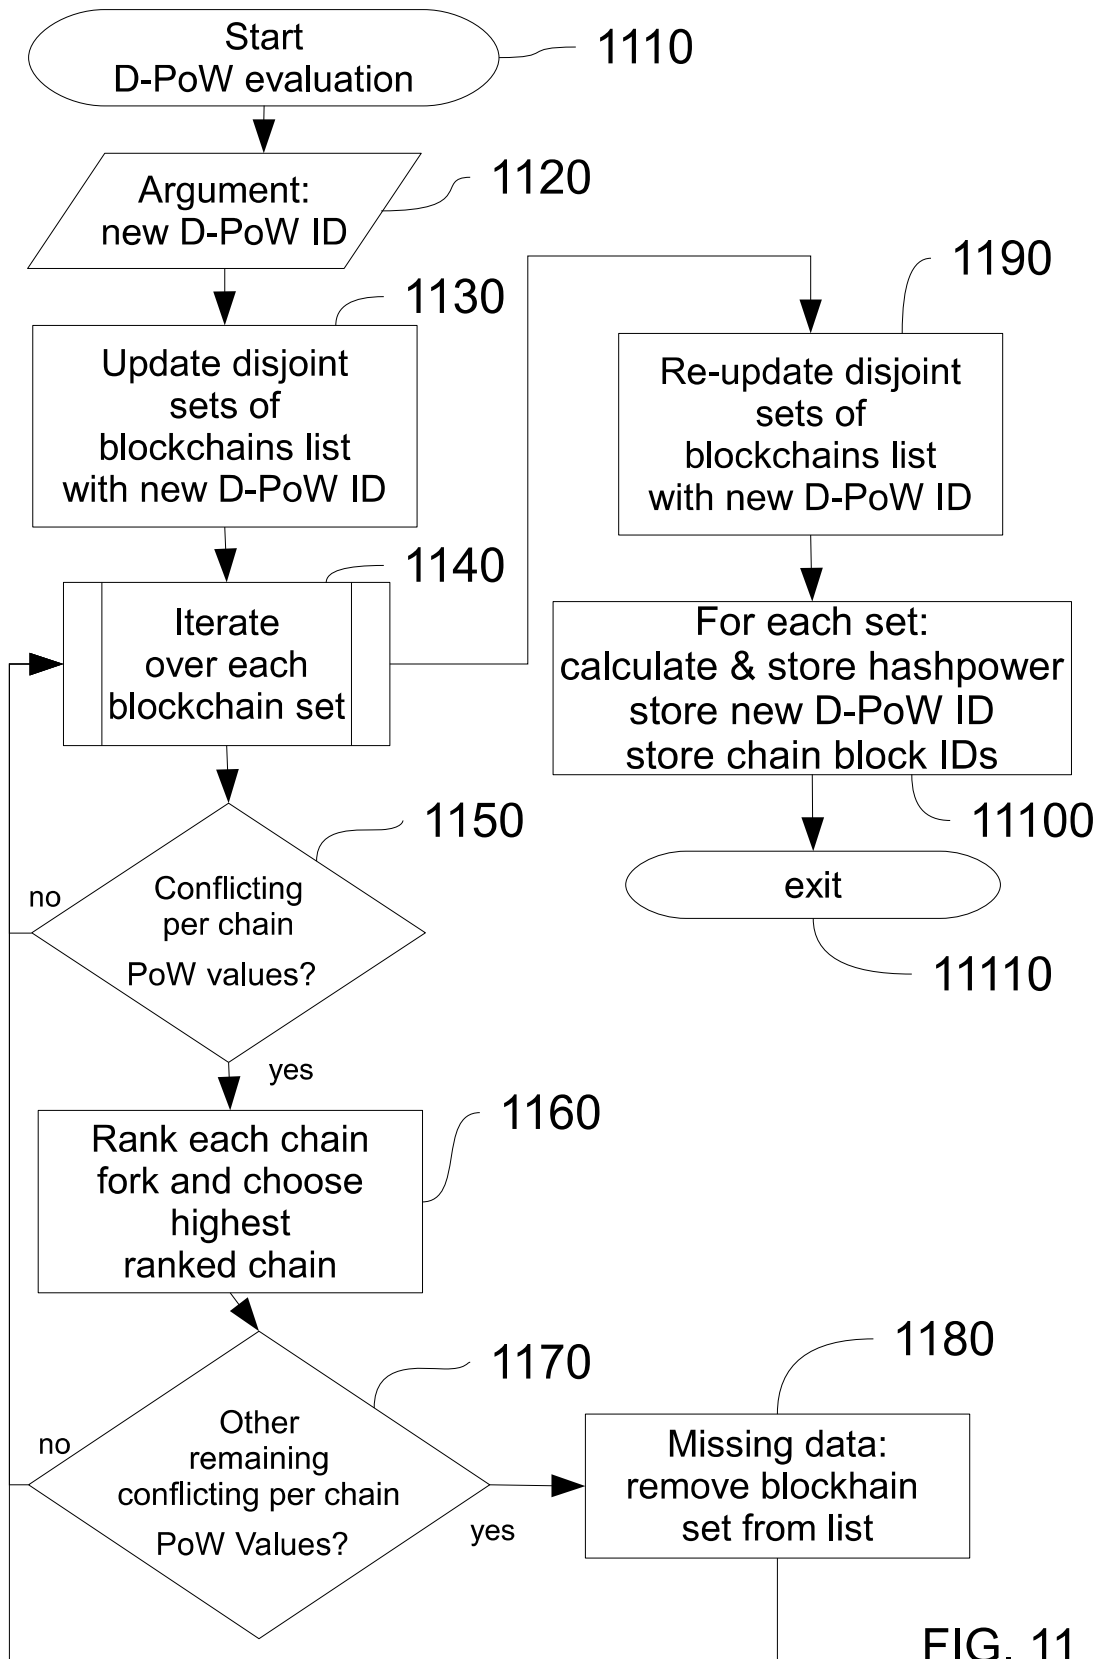 Start
D-PoW evaluation
1110
Argument:
new D-PoW ID
1120
1130
Update disjoint
sets of
blockchains list
with new D-PoW ID
1140
Iterate
over each
blockchain set
1150
no
Conflicting
per chain
PoW values?
yes
1160
Rank each chain
fork and choose
highest
ranked chain
1170
no
Other
remaining
conflicting per chain
PoW Values?
yes
1180
Missing data:
remove blockhain
set from list
1190
Re-update disjoint
sets of
blockchains list
with new D-PoW ID
For each set:
calculate & store hashpower
store new D-PoW ID
store chain block IDs
11100
exit
11110
FIG. 11